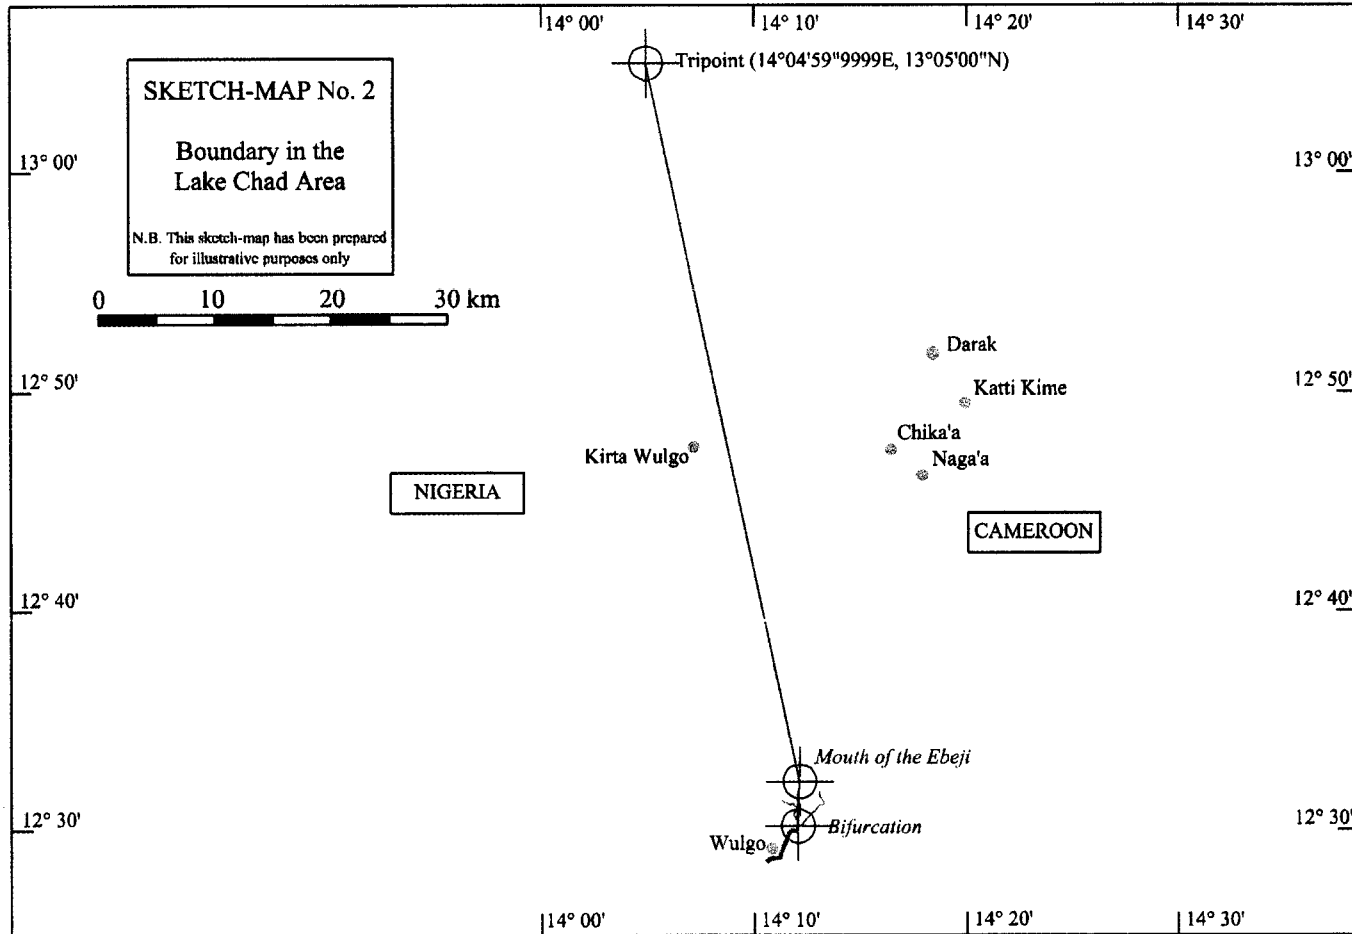 14° 00'
14° 10'
14° 20'
14° 30'
Tripoint (14°04'59"9999E, 13°05'00"N)
SKETCH-MAP No. 2
Boundary in the
Lake Chad Area
N.B. This sketch-map has been prepared
for illustrative purposes only
13° 00'
13° 00'
0 10 20 30 km
Darak
12° 50'
12° 50'
Katti Kime
Chika'a
Kirta Wulgo
Naga'a
NIGERIA
CAMEROON
12° 40'
12° 40'
Mouth of the Ebeji
12° 30'
Bifurcation
12° 30'
Wulgo
14° 00'
14° 10'
14° 20'
14° 30'